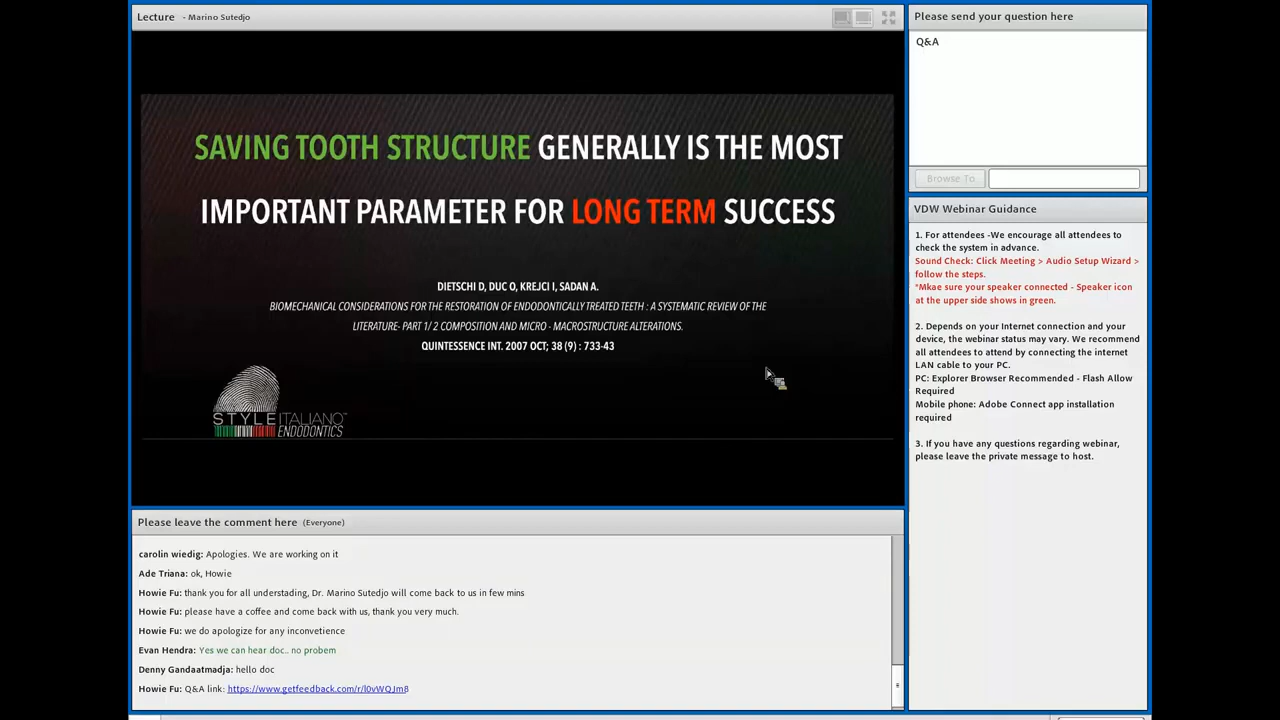 Lecture - Marino Sutedjo
SAVING TOOTH STRUCTURE GENERALLY IS THE MOST
IMPORTANT PARAMETER FOR LONG TERM SUCCESS
DIETSCHI D, DUC O, KREJCI I, SADAN A.
BIOMECHANICAL CONSIDERATIONS FOR THE RESTORATION OF ENDODONTICALLY TREATED TEETH : A SYSTEMATIC REVIEW OF THE
LITERATURE- PART 1/ 2 COMPOSITION AND MICRO - MACROSTRUCTURE ALTERATIONS.
QUINTESSENCE INT. 2007 OCT; 38 (9) : 733-43
STYLEITALIANO™
ENDODONTICS
Please leave the comment here (Everyone)
carolin wiedig: Apologies. We are working on it
Ade Triana: ok, Howie
Howie Fu: thank you for all understading, Dr. Marino Sutedjo will come back to us in few mins
Howie Fu: please have a coffee and come back with us, thank you very much.
Howie Fu: we do apologize for any inconvetience
Evan Hendra: Yes we can hear doc.. no probem
Denny Gandaatmadja: hello doc
Howie Fu: Q&A link: https://www.getfeedback.com/r/l0vWQJmB
Please send your question here
Q&A
Browse To
VDW Webinar Guidance
1. For attendees -We encourage all attendees to
check the system in advance.
Sound Check: Click Meeting > Audio Setup Wizard >
follow the steps.
*Mkae sure your speaker connected - Speaker icon
at the upper side shows in green.
2. Depends on your Internet connection and your
device, the webinar status may vary. We recommend
all attendees to attend by connecting the internet
LAN cable to your PC.
PC: Explorer Browser Recommended - Flash Allow
Required
Mobile phone: Adobe Connect app installation
required
3. If you have any questions regarding webinar,
please leave the private message to host.